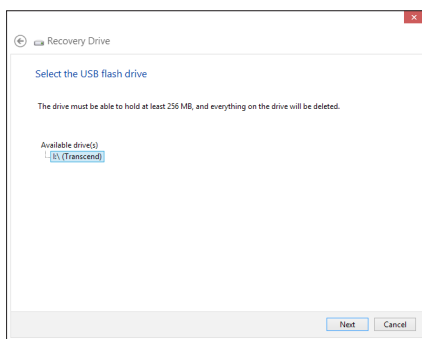 Recovery Drive
Select the USB flash drive
The drive must be able to hold at least 256 MB, and everything on the drive will be deleted.
Available drive(s)
I:\ (Transcend)
Next Cancel